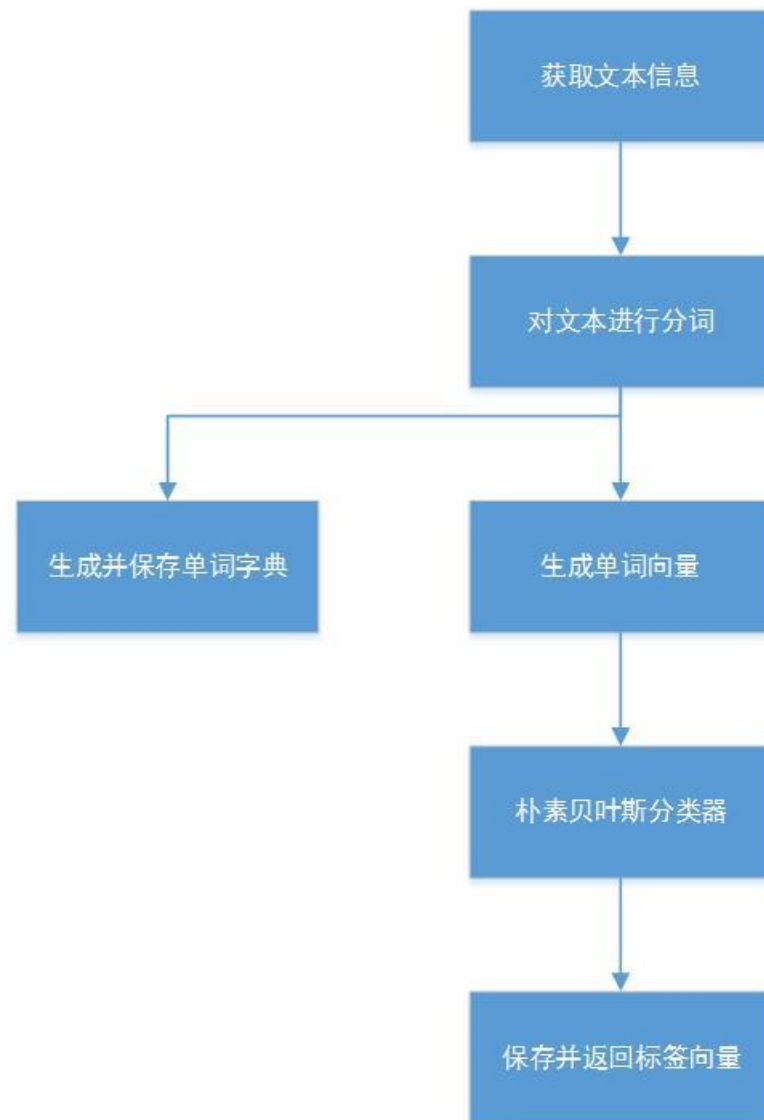 获取文本信息
对文本进行分词
生成并保存单词字典
生成单词向量
朴素贝叶斯分类器
保存并返回标签向量